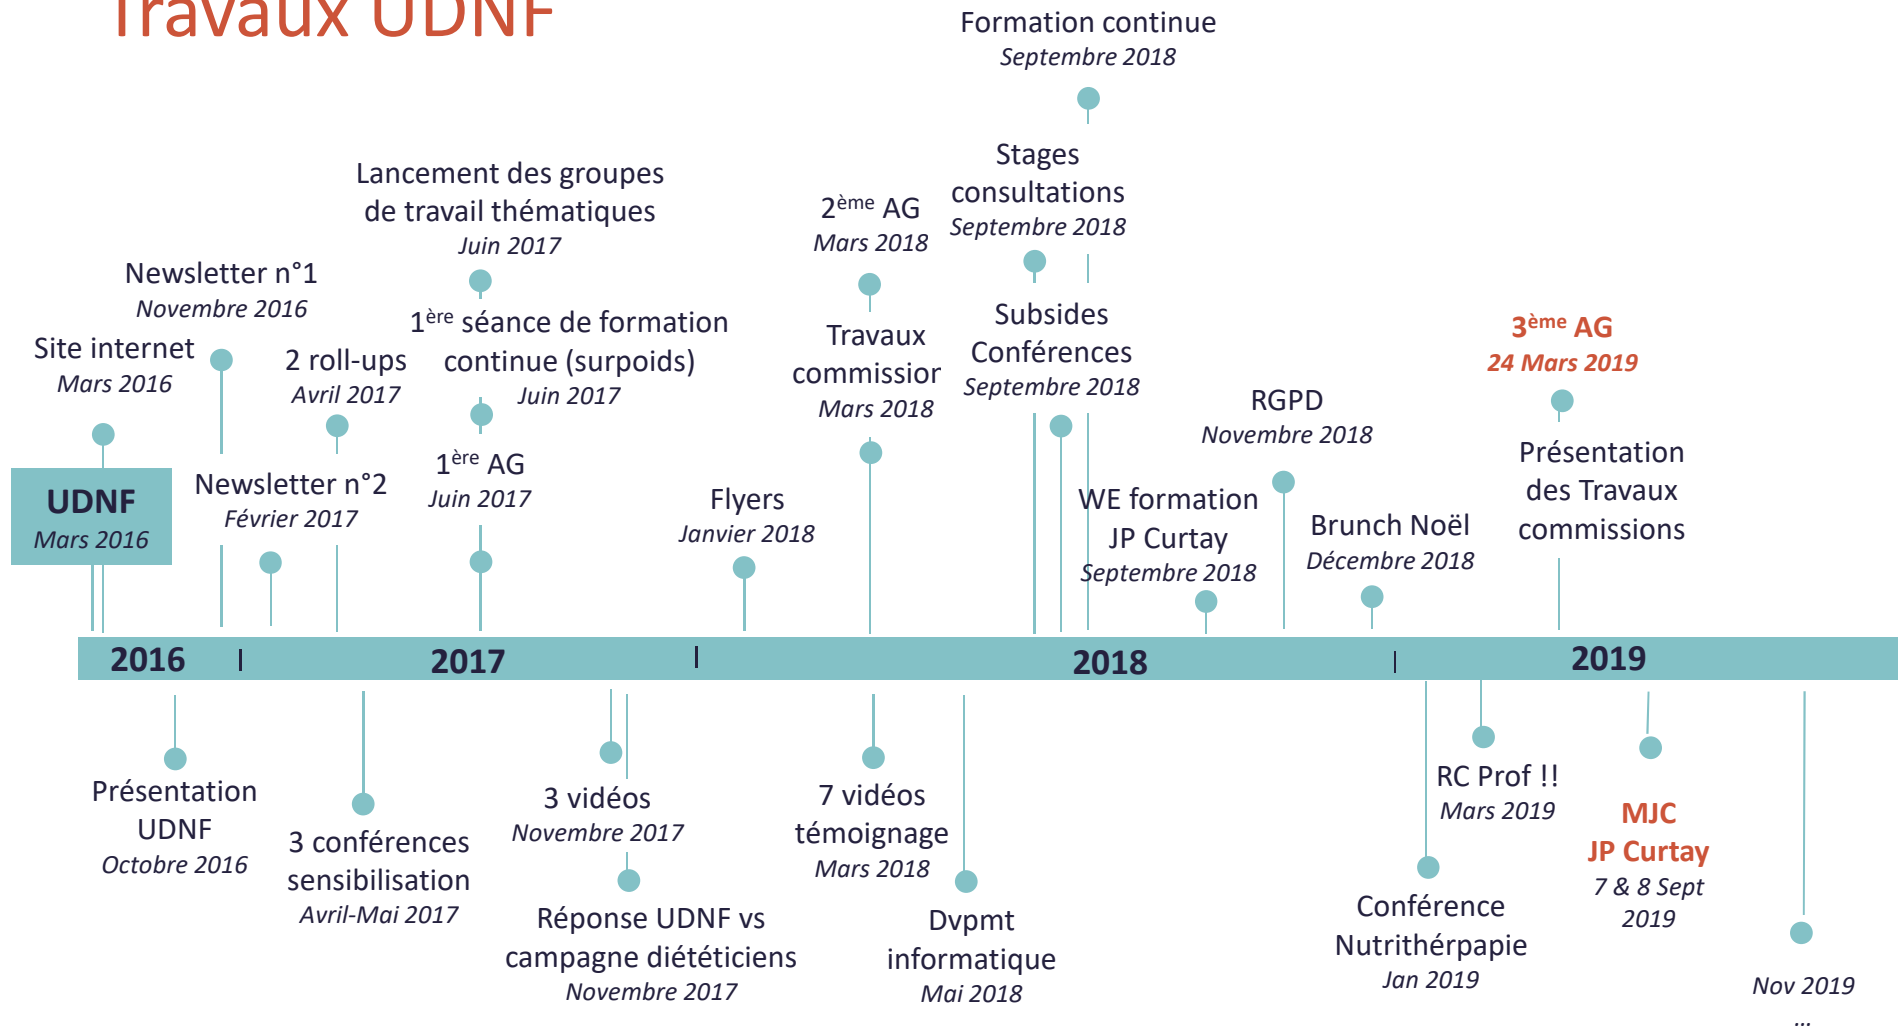 Travaux UDNF
Formation continue
Septembre 2018
Stages
consultations
Septembre 2018
Lancement des groupes
de travail thématiques
Juin 2017
2ème AG
Mars 2018
Newsletter n°1
Novembre 2016
1ère séance de formation
continue (surpoids)
Juin 2017
Subsides
Conférences
Septembre 2018
Travaux
commission
Mars 2018
3ème AG
24 Mars 2019
Site internet
Mars 2016
2 roll-ups
Avril 2017
RGPD
Novembre 2018
1ère AG
Juin 2017
Présentation
des Travaux
commissions
UDNF
Mars 2016
Newsletter n°2
Février 2017
Flyers
Janvier 2018
WE formation
JP Curtay
Septembre 2018
Brunch Noël
Décembre 2018
2016
2017
2018
2019
Présentation
UDNF
Octobre 2016
3 conférences
sensibilisation
Avril-Mai 2017
3 vidéos
Novembre 2017
Réponse UDNF vs
campagne diététiciens
Novembre 2017
7 vidéos
témoignage
Mars 2018
Dvpmt
informatique
Mai 2018
RC Prof !!
Mars 2019
Conférence
Nutrithérpapie
Jan 2019
MJC
JP Curtay
7 & 8 Sept
2019
Nov 2019
...